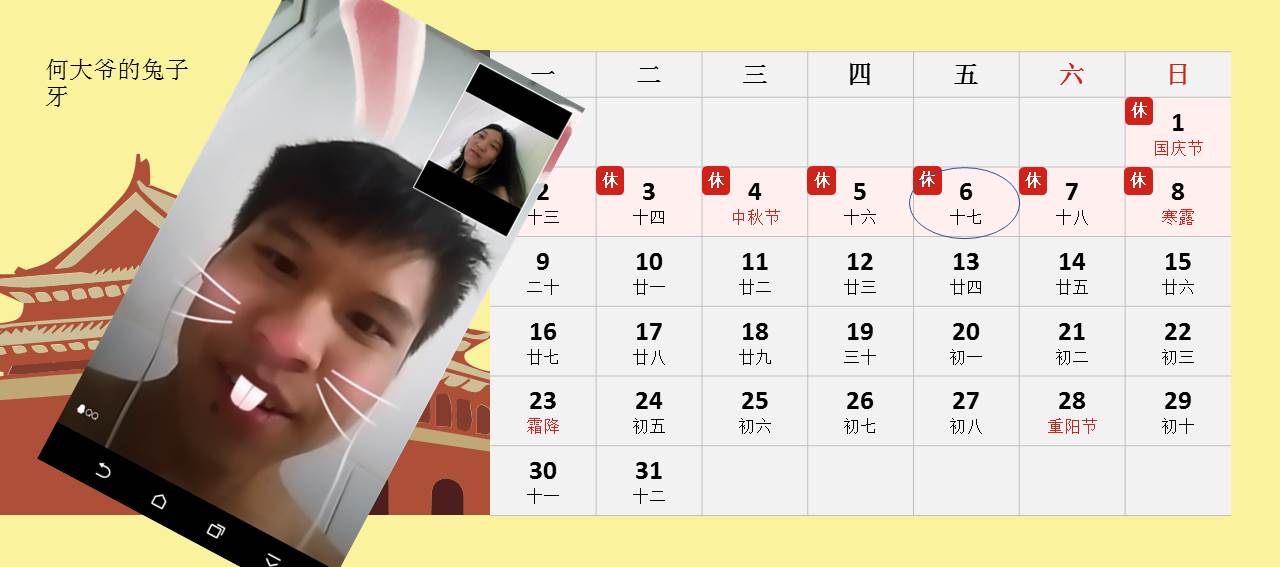 何大爷的兔子
牙
一 二 三 四 五 六 日
休
1
国庆节
休 休 休 休 休 休
2 3 4 5 6 7 8
十三 十四 中秋节 十六 十七 十八 寒露
9 10 11 12 13 14 15
二十 廿一 廿二 廿三 廿四 廿五 廿六
16 17 18 19 20 21 22
廿七 廿八 廿九 三十 初一 初二 初三
23 24 25 26 27 28 29
霜降 初五 初六 初七 初八 重阳节 初十
30 31
十一 十二
QQ